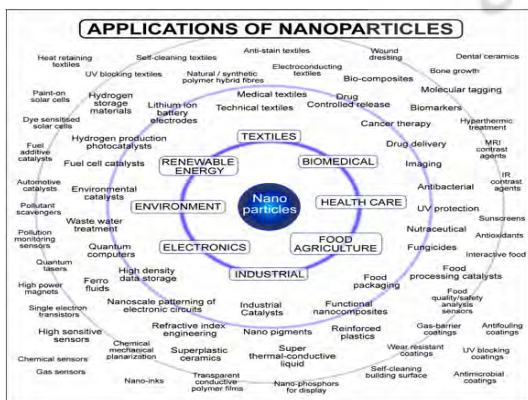 APPLICATIONS OF NANOPARTICLES
Anti-stain textiles
Self-cleaning textiles
Wound
dressing
Heat retaining
textiles
Electroconducting
textiles
Dental ceramics
UV blocking textiles
Natural / synthetic
polymer hybrid fibres
Bone growth
Bio-composites
Paint-on
solar cells
Hydrogen
storage
materials
Medical textiles
Drug
Controlled release
Molecular tagging
Lithium ion
battery
electrodes
Technical textiles
Biomarkers
Dye sensitised
solar cells
Cancer therapy
Hyperthermic
treatment
Hydrogen production
photocatalysts
TEXTILES
Drug delivery
Fuel
additive
catalysts
MRI
contrast
agents
Fuel cell catalysts
RENEWABLE
ENERGY
BIOMEDICAL
Imaging
Automotive
catalysts
Environmental
catalysts
Antibacterial
IR
contrast
agents
Nano
particles
ENVIRONMENT
HEALTH CARE
Pollutant
scavengers
UV protection
Sunscreens
Waste water
treatment
Nutraceutical
Pollution
monitoring
sensors
Antioxidants
ELECTRONICS
FOOD
AGRICULTURE
Quantum
computers
Fungicides
Interactive food
Quantum
lasers
High density
data storage
INDUSTRIAL
Food
packaging
Food
processing catalysts
High power
magnets
Ferro
fluids
Food
quality/safety
analysis
sensors
Nanoscale patterning of
electronic circuits
Industrial
Catalysts
Functional
nanocomposites
Single electron
transistors
Gas-barrier
coatings
Antifouling
coatings
Refractive index
engineering
Nano pigments
Reinforced
plastics
High sensitive
sensors
Chemical
mechanical
planarization
Superplastic
ceramics
Super
thermal-conductive
liquid
Wear resistant
coatings
UV blocking
coatings
Chemical sensors
Gas sensors
Self-cleaning
building surface
Nano-inks
Transparent
conductive
polymer films
Nano-phosphors
for display
Antimicrobial
coatings